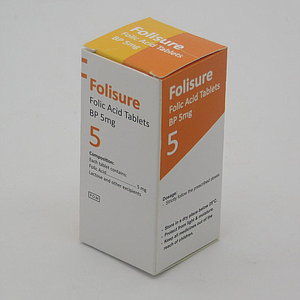 Folisure
Folic Acid Tablets
BP 5mg
Folisure
Folic Acid Tablets
BP 5mg
5
Composition:
Each tablet contains:
Folic Acid 5 mg
Lactose and other excipients
Folisure
Folic Acid Tablets
BP 5mg
5
Dosage:
- Strictly follow the prescribed
- Store in a dry place below 25°C.
- Protect from light & moisture.
- Keep all medicines out of the
reach of children.